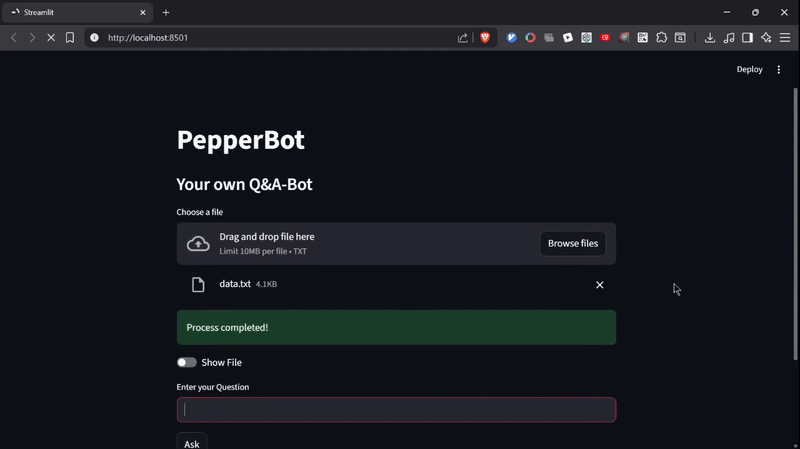 Streamlit
http://localhost:8501
Deploy
PepperBot
Your own Q&A-Bot
Choose a file
Drag and drop file here
Limit 10MB per file • TXT
Browse files
data.txt 4.1KB
Process completed!
Show File
Enter your Question
Ask